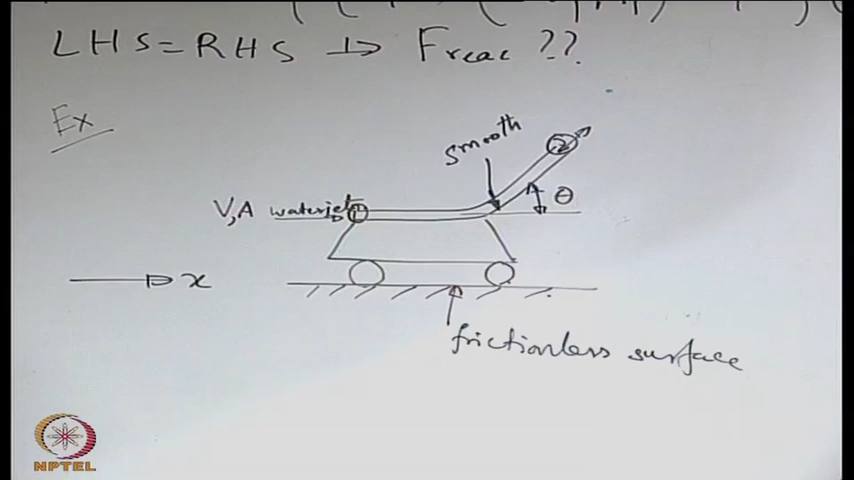 LHS=RHS → Freac ??
Ex
smooth
2
θ
V,A waterjet
1
x
frictionless surface
NPTEL